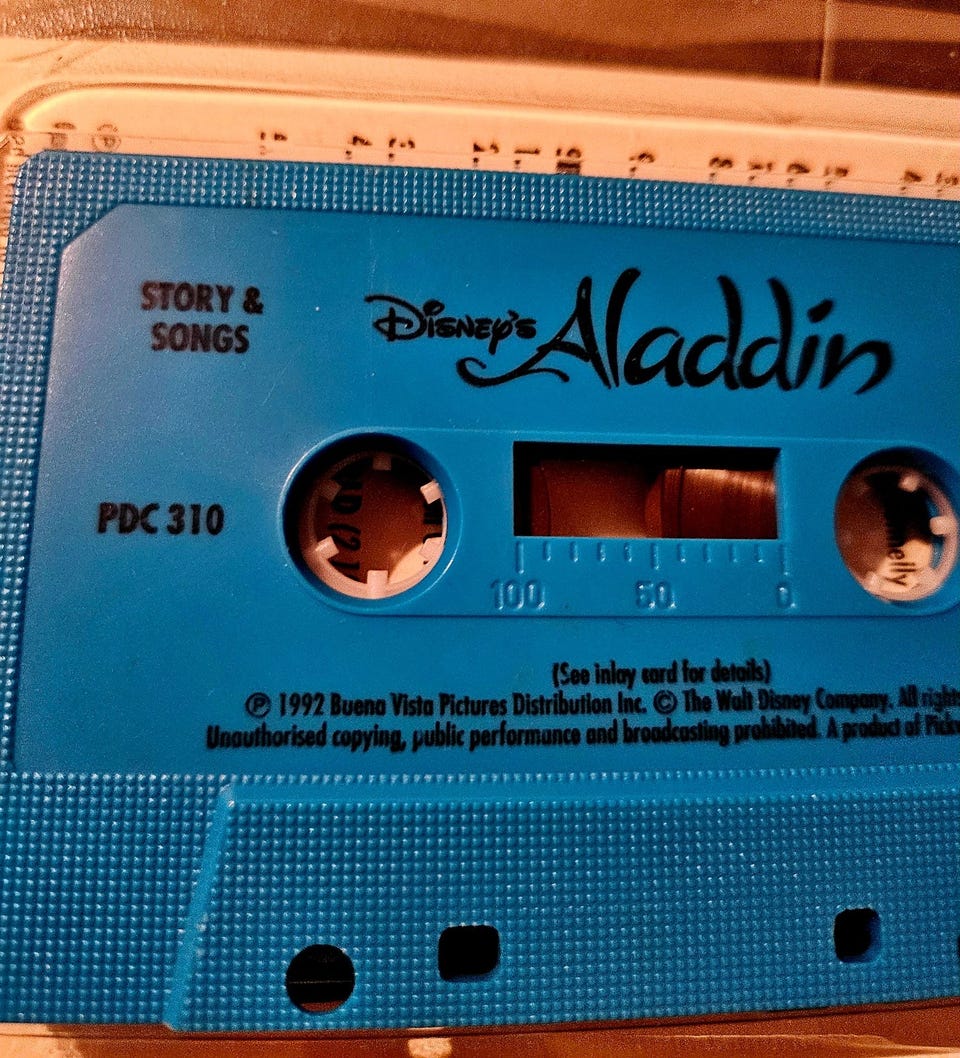 STORY &
SONGS
Disney's Aladdin
PDC 310
100 50 0
(See inlay card for details)
℗ 1992 Buena Vista Pictures Distribution Inc. © The Walt Disney Company. All rights
Unauthorised copying, public performance and broadcasting prohibited. A product of